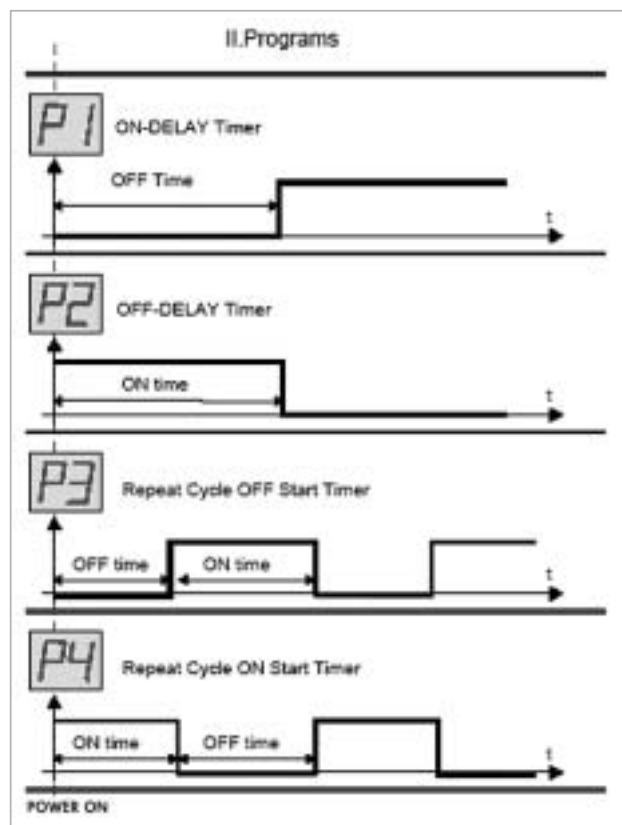 II.Programs
P1 ON-DELAY Timer
OFF Time
t
P2 OFF-DELAY Timer
ON time
t
P3 Repeat Cycle OFF Start Timer
OFF time ON time
t
P4 Repeat Cycle ON Start Timer
ON time OFF time
t
POWER ON